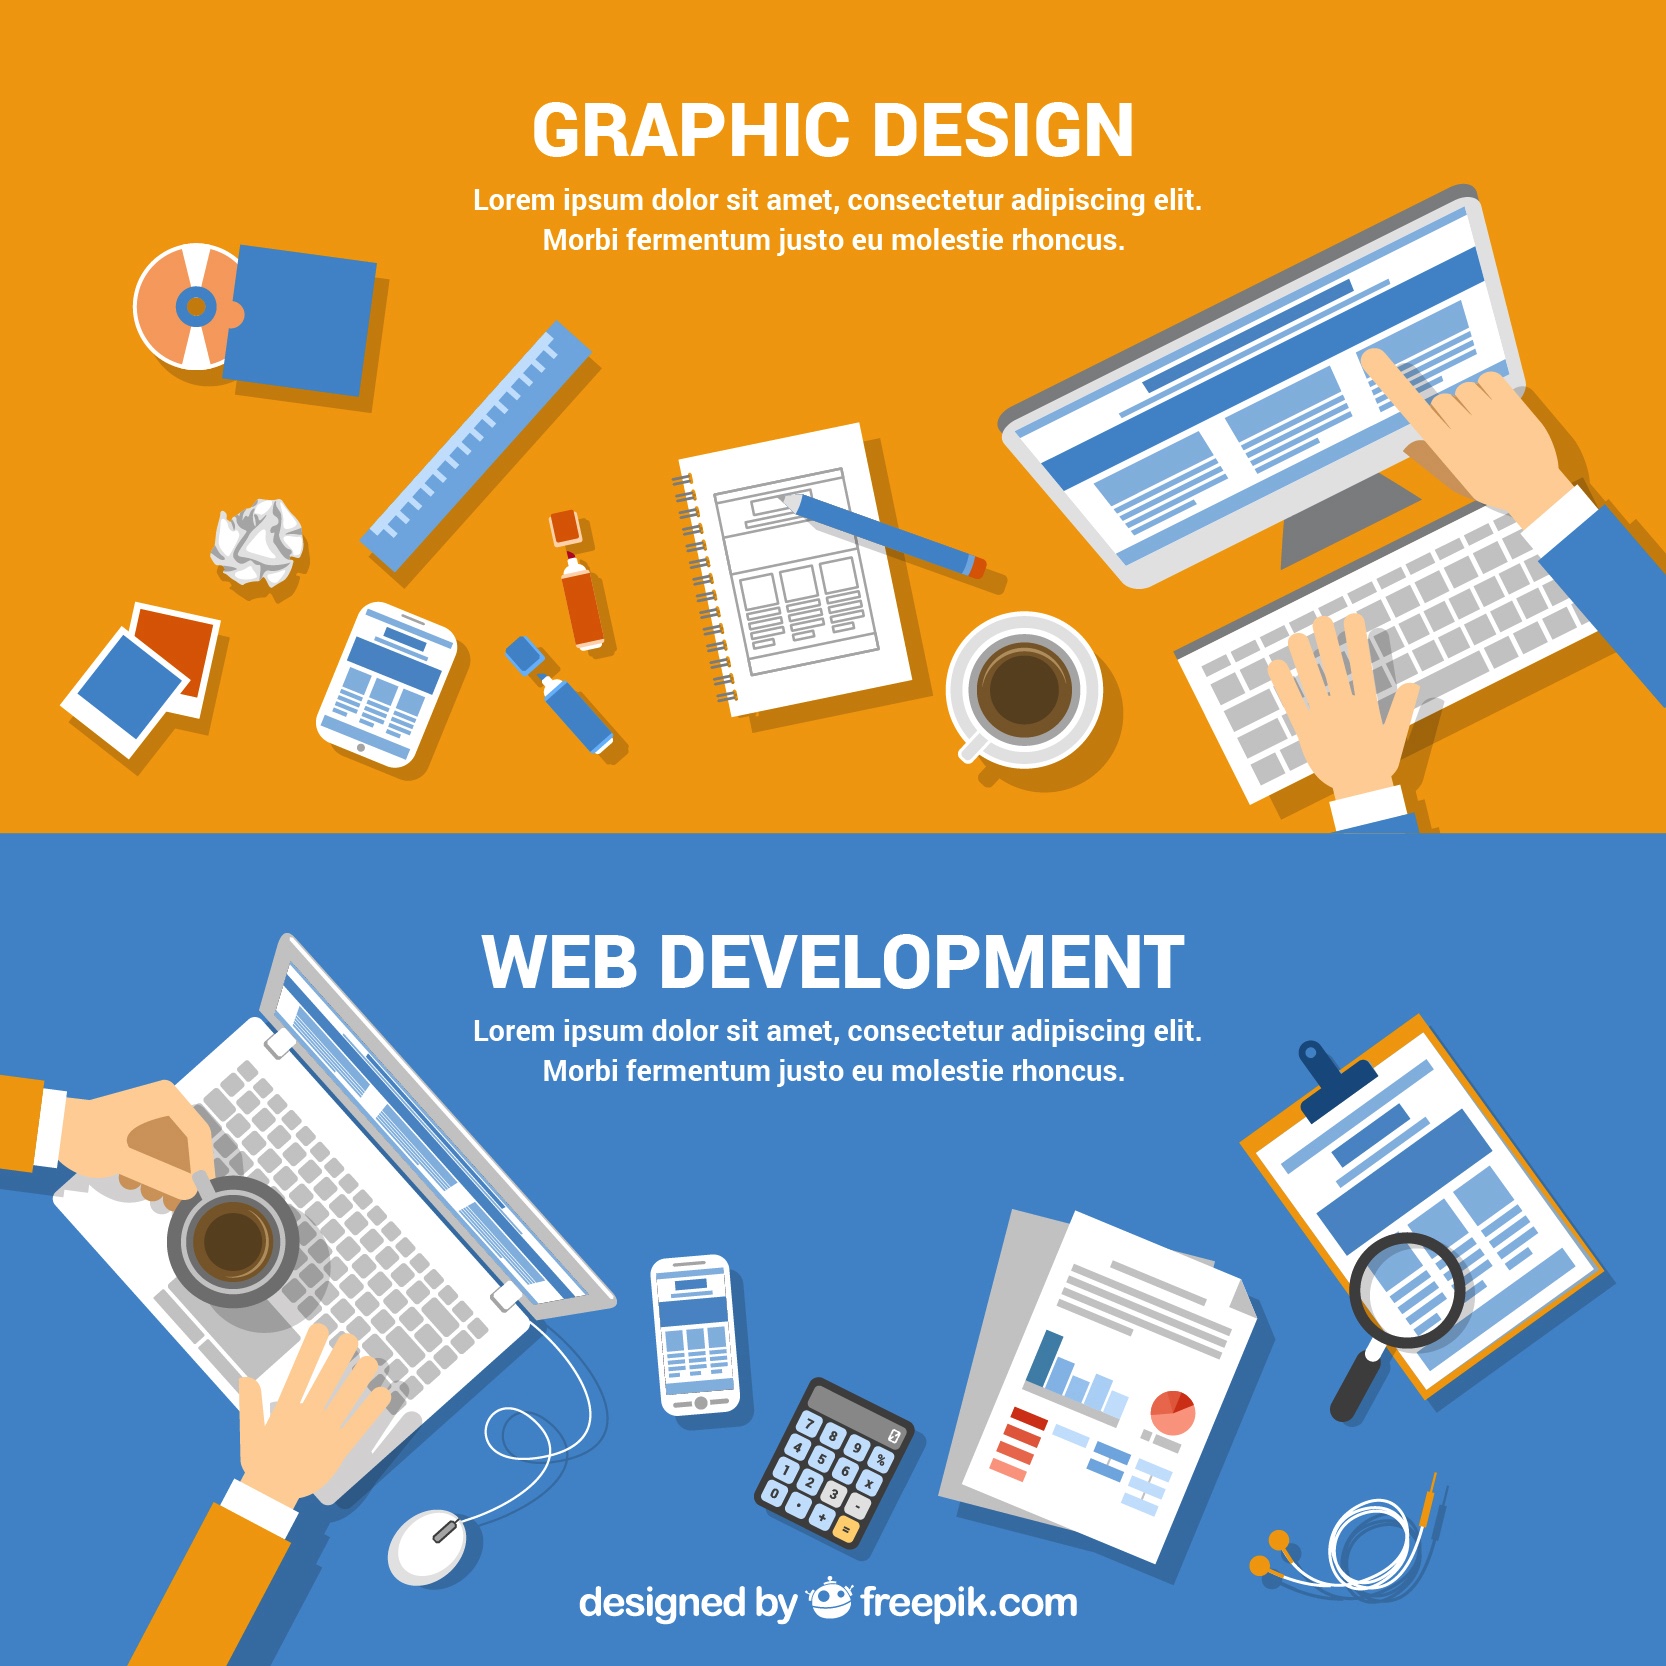 GRAPHIC DESIGN
Lorem ipsum dolor sit amet, consectetur adipiscing elit.
Morbi fermentum justo eu molestie rhoncus.
WEB DEVELOPMENT
Lorem ipsum dolor sit amet, consectetur adipiscing elit.
Morbi fermentum justo eu molestie rhoncus.
0
7 8 9 %
4 5 6 x
1 2 3 -
0 . + =
designed by freepik.com